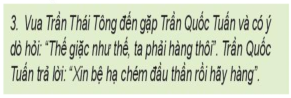 3. Vua Trần Thái Tông đến gặp Trần Quốc Tuấn và có ý
dò hỏi: “Thế giặc như thế, ta phải hàng thôi”. Trần Quốc
Tuấn trả lời: “Xin bệ hạ chém đầu thần rồi hãy hàng”.